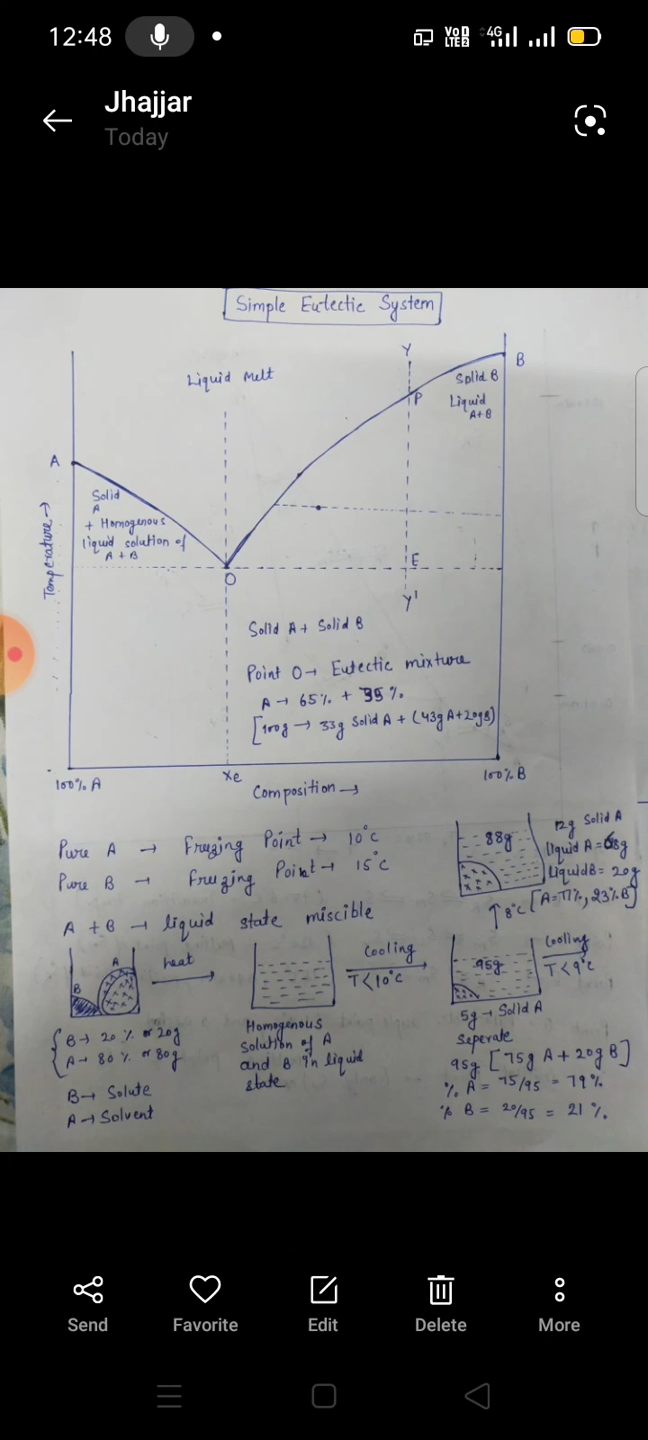 12:48
Vo D
LTE 2
4G
Jhajjar
Today
Simple Eutectic System
Liquid Melt
Y
B
Solid B
Liquid
A+B
P
A
Solid
A
+ Homogenous
liquid solution of
A + B
Temperature →
O
E
Y'
Solid A + Solid B
Point O → Eutectic mixture
A → 65% + 35%
[100g → 33g Solid A + (43g A + 20g B)
100% A
Xe
Composition →
100% B
Pure A → Freezing Point → 10°C
Pure B → Freezing Point → 15°C
A + B → liquid state miscible
88g
12g Solid A
liquid A = 68g
liquid B = 20g
[A=77%, 23% B]
↑ 8°C
B
A
heat
Cooling
T<10°C
95g
Cooling
T<9°C
B → 20% or 20g
A → 80% or 80g
B → Solute
A → Solvent
Homogenous
Solution of A
and B in liquid
state
5g → Solid A
Seperate
95g [75g A + 20g B]
% A = 75/95 = 79%
% B = 20/95 = 21%
Send
Favorite
Edit
Delete
More